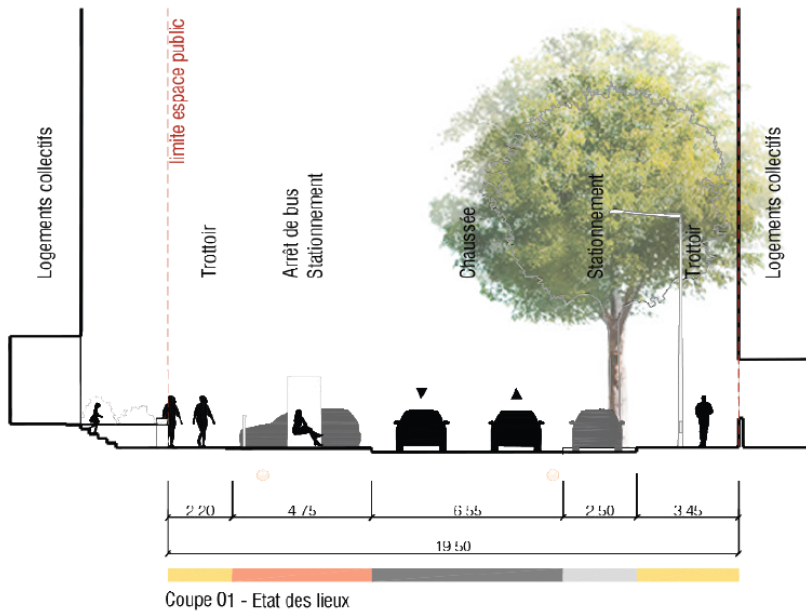 Logements collectifs
limite espace public
Trottoir
Arrêt de bus
Stationnement
Chaussée
Stationnement
Trottoir
Logements collectifs
2.20
4.75
6.55
2.50
3.45
19.50
Coupe 01 - Etat des lieux